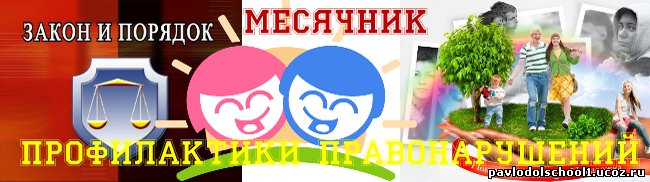 ЗАКОН И ПОРЯДОК
МЕСЯЧНИК
ПРОФИЛАКТИКИ ПРАВОНАРУШЕНИЙ
pavlodolschool1.ucoz.ru